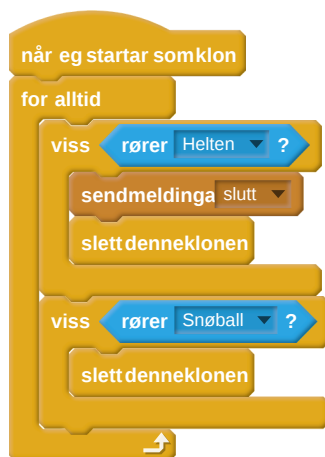 når eg startar som klon
for alltid
viss rører Helten ?
send meldinga slutt
slett denne klonen
viss rører Snøball ?
slett denne klonen